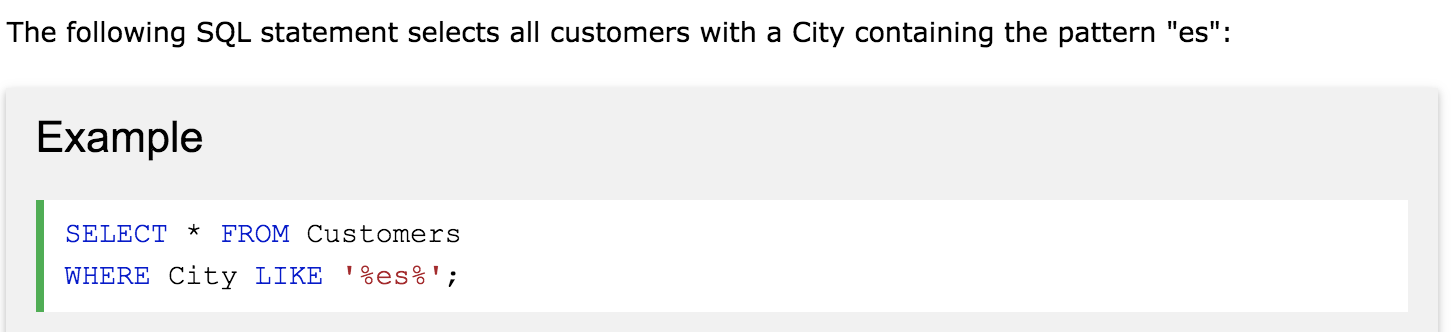 The following SQL statement selects all customers with a City containing the pattern "es":
Example
SELECT * FROM Customers
WHERE City LIKE '%es%';